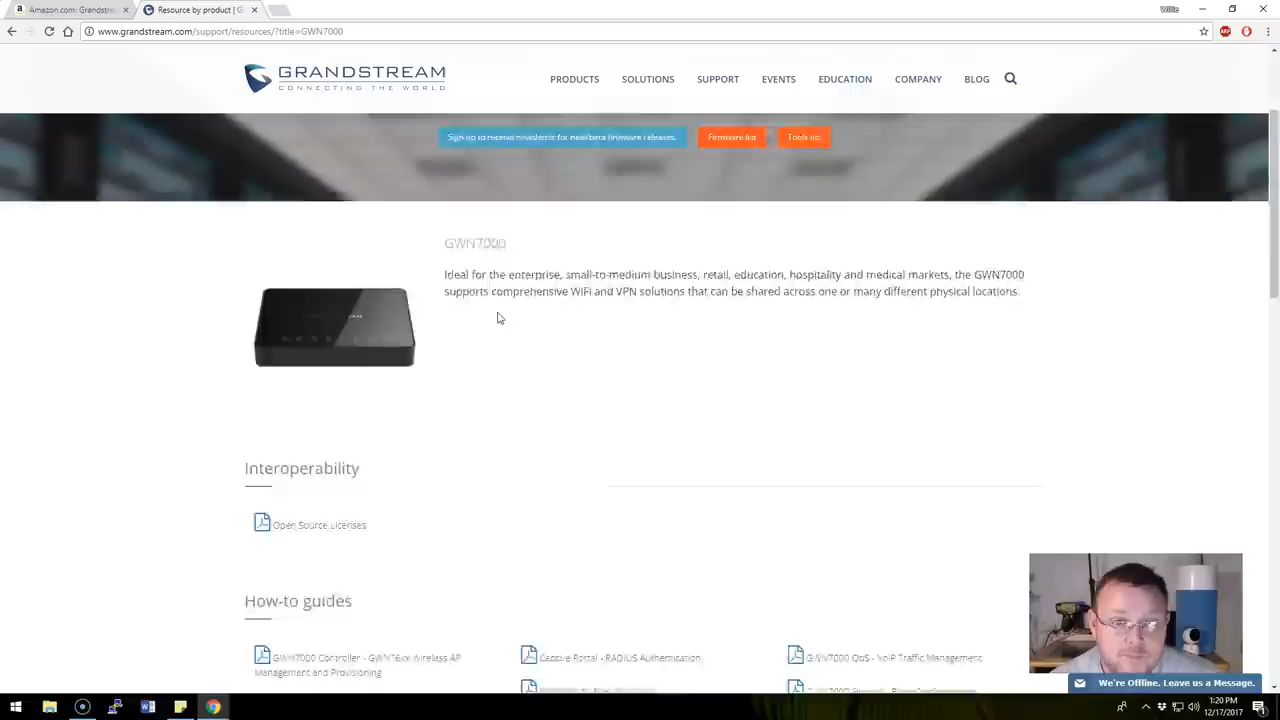 Amazon.com: Grandstre
Resource by product | G
Willie
www.grandstream.com/support/resources/?title=GWN7000
ABP
GRANDSTREAM
CONNECTING THE WORLD
PRODUCTS
SOLUTIONS
SUPPORT
EVENTS
EDUCATION
COMPANY
BLOG
Sign up to receive newsletter for new/beta firmware releases.
GWN7000
Ideal for the enterprise, small-to-medium business, retail, education, hospitality and medical markets, the GWN7000
supports comprehensive WiFi and VPN solutions that can be shared across one or many different physical locations.
Interoperability
Open Source Licenses
How-to guides
GWN7000 Controller - GWN76xx Wireless AP
Management and Provisioning
Captive Portal - RADIUS Authentication
GWN7000 QoS - VoIP Traffic Management
We're Offline. Leave us a Message.
1:20 PM
12/17/2017